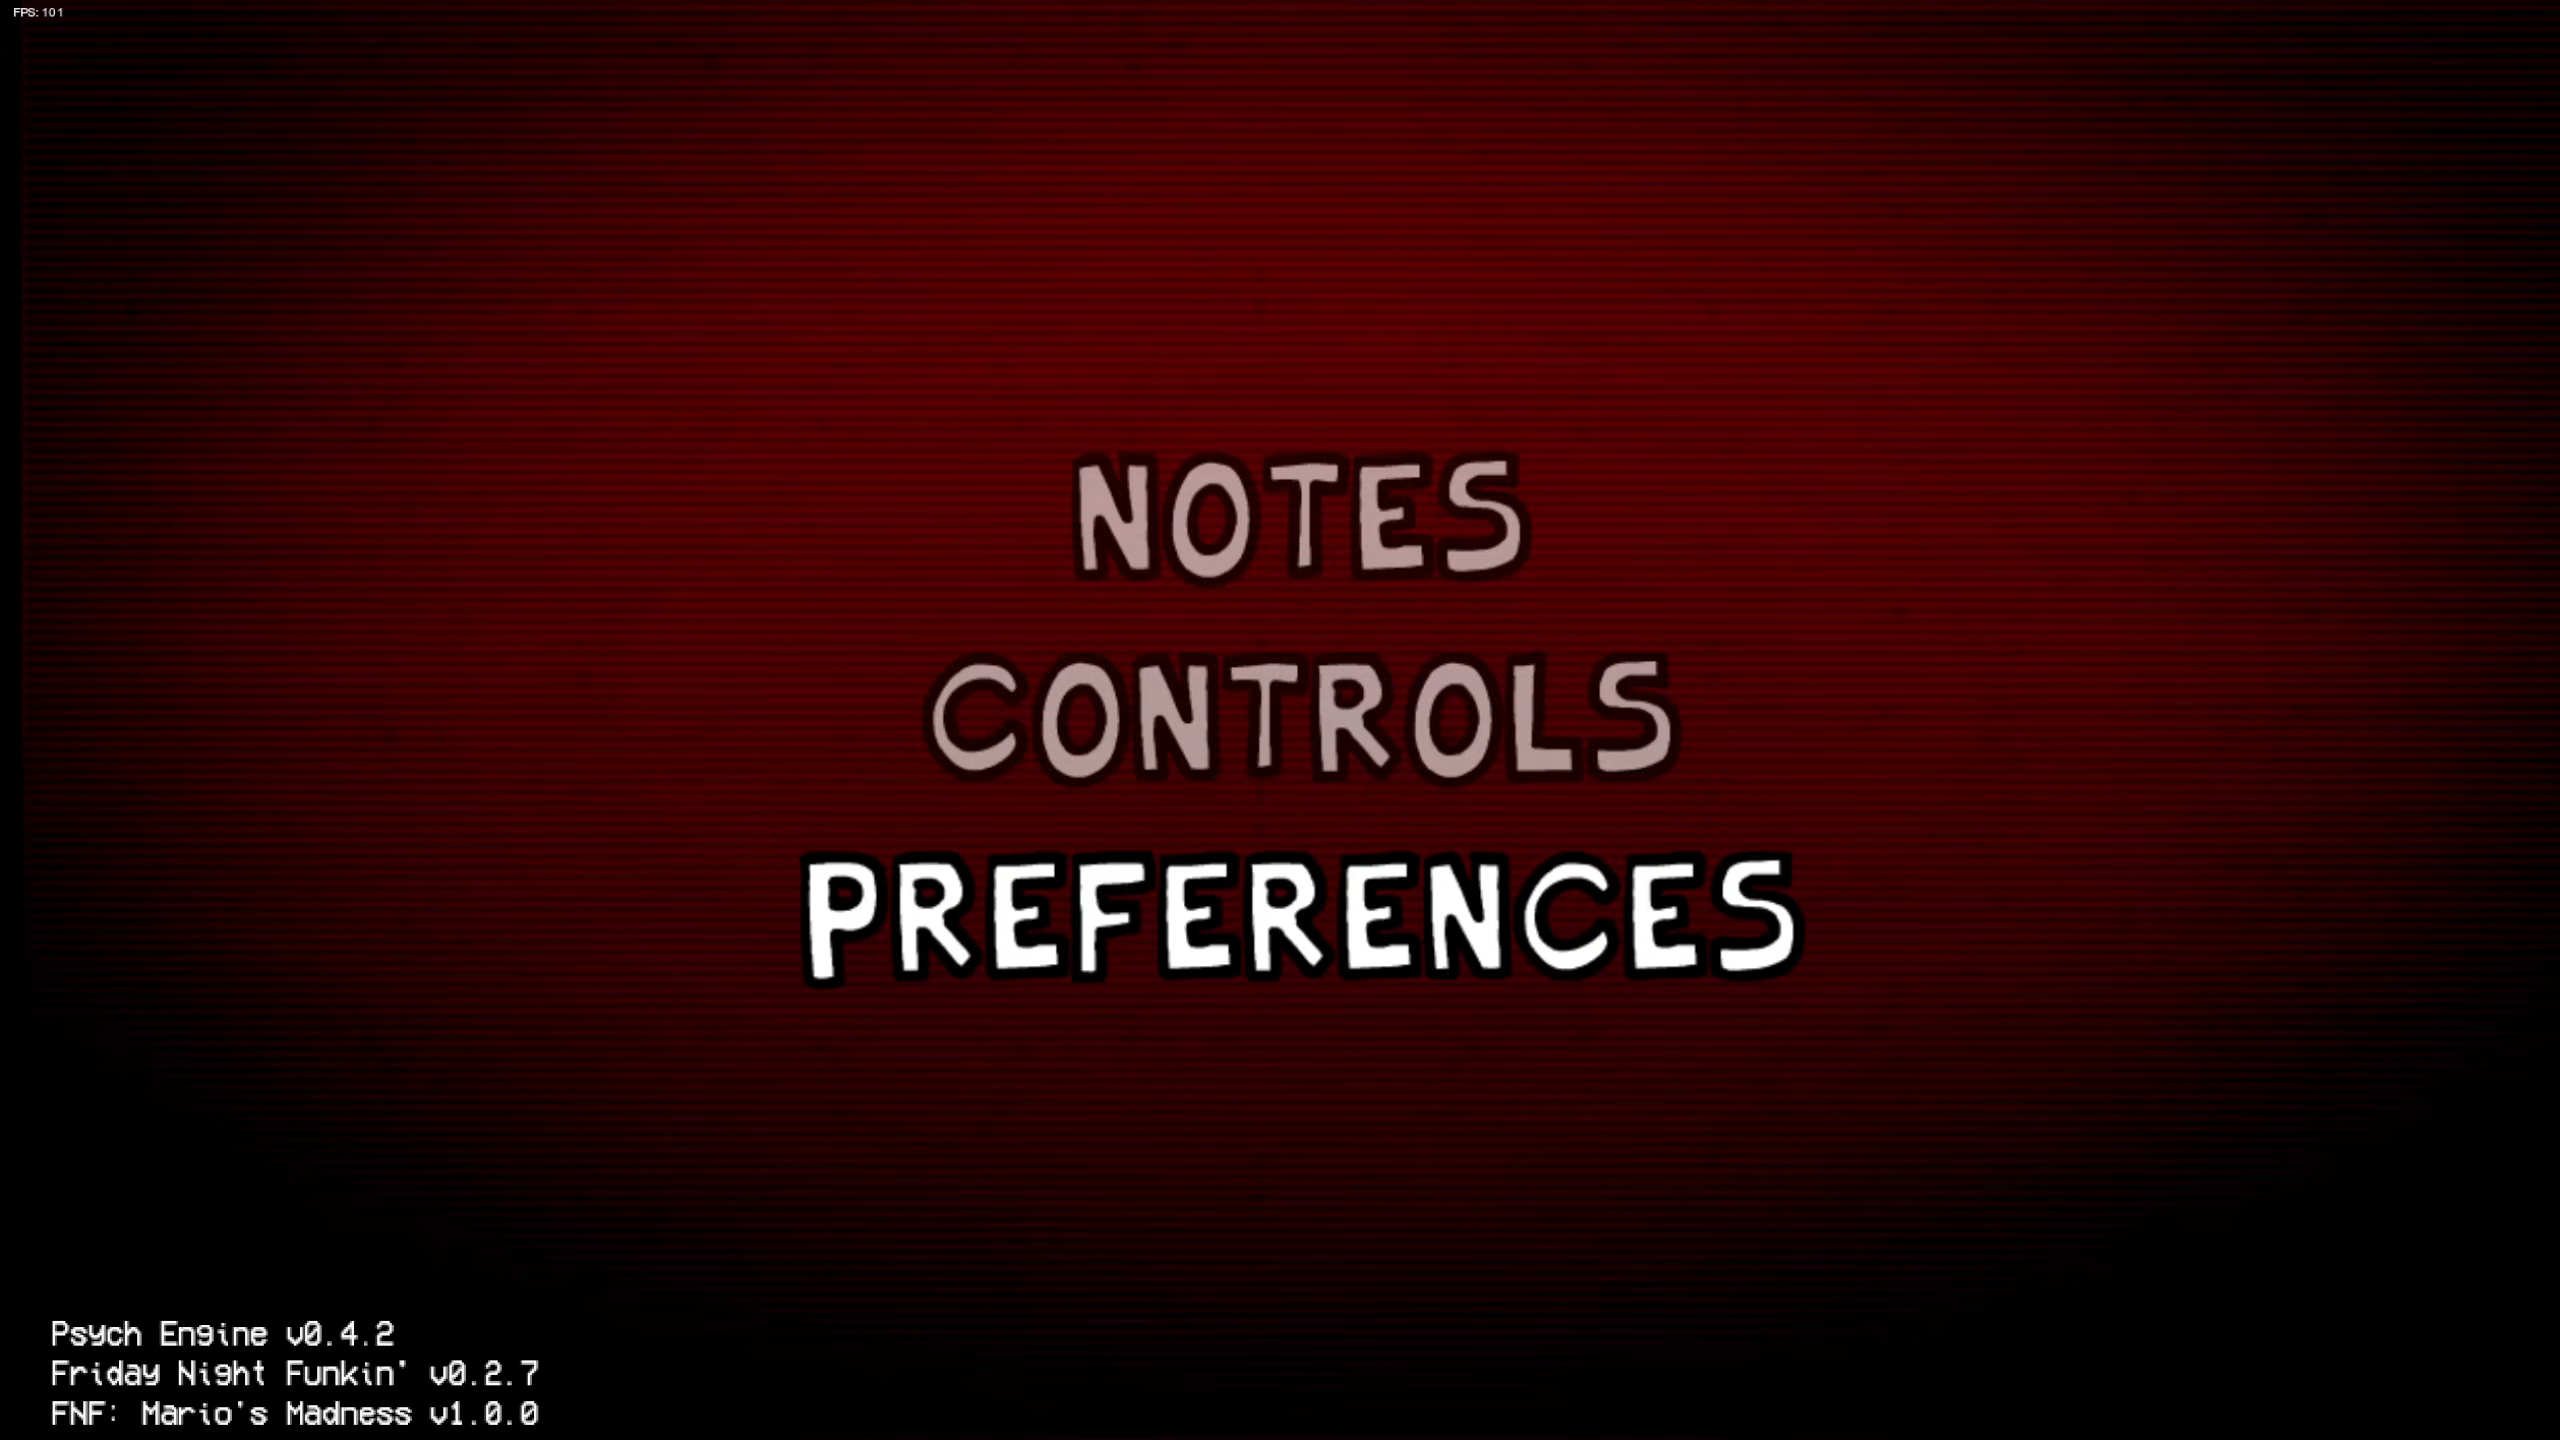 FPS: 101
NOTES
CONTROLS
PREFERENCES
Psych Engine v0.4.2
Friday Night Funkin' v0.2.7
FNF: Mario's Madness v1.0.0